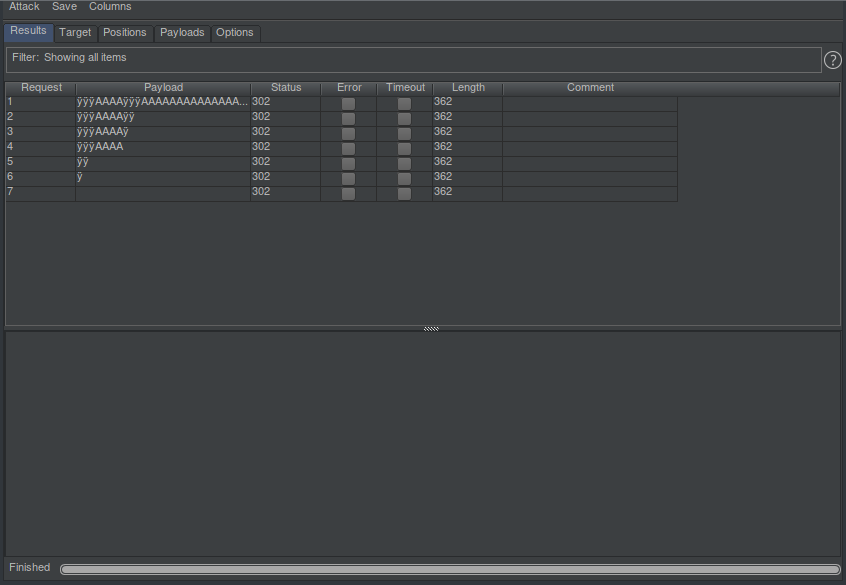 Attack Save Columns
Results Target Positions Payloads Options
Filter: Showing all items
?
Request Payload Status Error Timeout Length Comment
1 ÿÿÿAAAAÿÿÿAAAAAAAAAAAAAA... 302 362
2 ÿÿÿAAAAÿÿ 302 362
3 ÿÿÿAAAAÿ 302 362
4 ÿÿÿAAAA 302 362
5 ÿÿ 302 362
6 ÿ 302 362
7 302 362
Finished